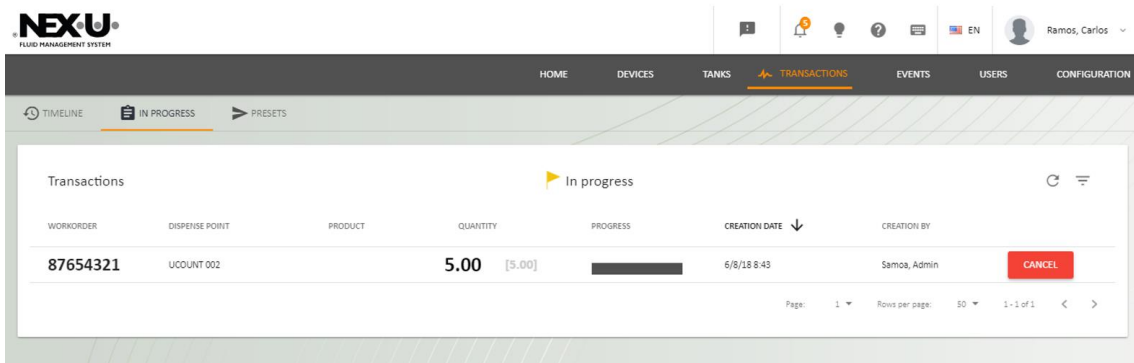 NEX·U·
FLUID MANAGEMENT SYSTEM
5
EN
Ramos, Carlos
HOME DEVICES TANKS TRANSACTIONS EVENTS USERS CONFIGURATION
TIMELINE IN PROGRESS PRESETS
Transactions In progress
WORKORDER DISPENSE POINT PRODUCT QUANTITY PROGRESS CREATION DATE CREATION BY
87654321 UCOUNT 002 5.00 [5.00] 6/8/18 8:43 Samoa, Admin CANCEL
Page: 1 Rows per page: 50 1 - 1 of 1